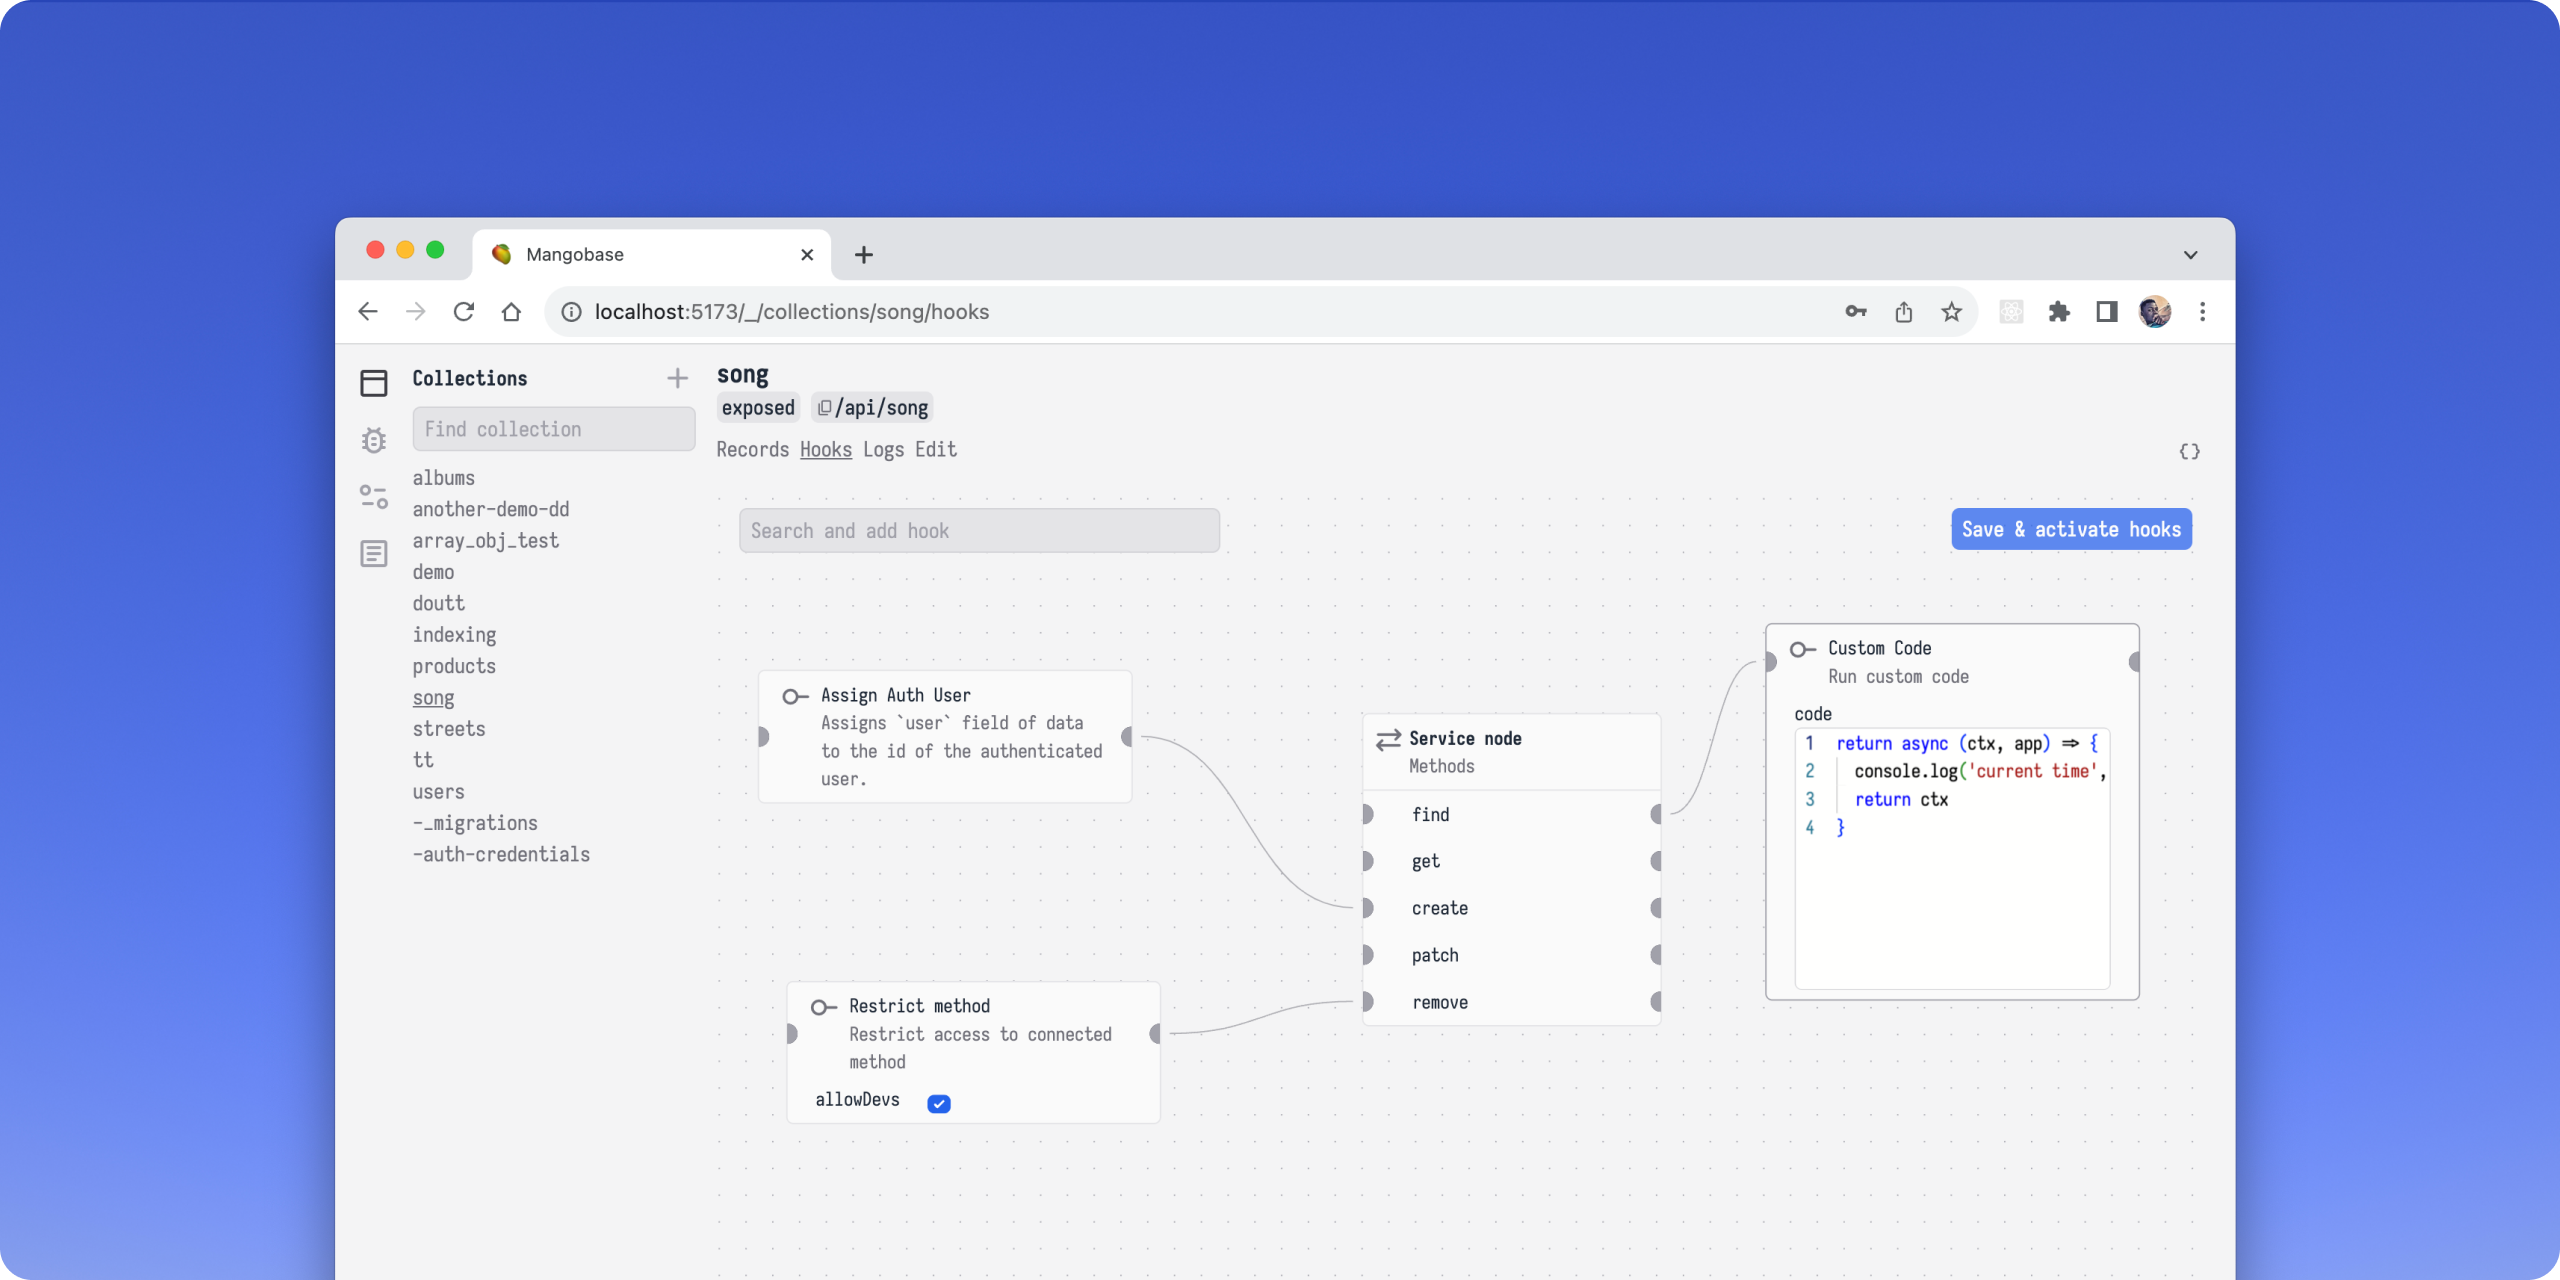 Mangobase
localhost:5173/_/collections/song/hooks
Collections
Find collection
albums
another-demo-dd
array_obj_test
demo
doutt
indexing
products
song
streets
tt
users
-_migrations
-auth-credentials
song
exposed /api/song
Records Hooks Logs Edit
{}
Search and add hook
Save & activate hooks
Assign Auth User
Assigns `user` field of data
to the id of the authenticated
user.
Restrict method
Restrict access to connected
method
allowDevs
Service node
Methods
find
get
create
patch
remove
Custom Code
Run custom code
code
1 return async (ctx, app) => {
2 console.log('current time',
3 return ctx
4 }